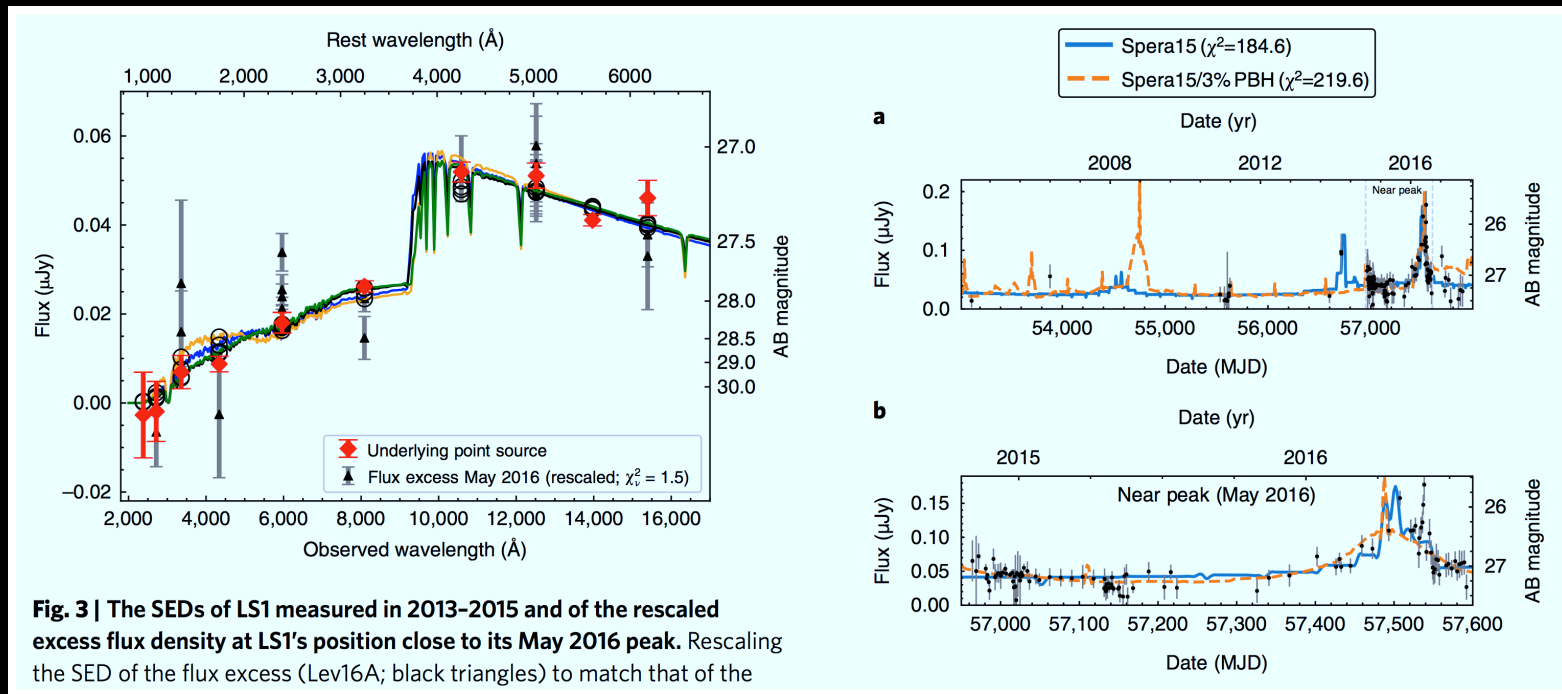 Rest wavelength (Å)
1,000 2,000 3,000 4,000 5,000 6000
0.06
0.04
0.02
0.00
−0.02
Flux (µJy)
27.0
27.5
28.0
28.5
29.0
30.0
AB magnitude
Underlying point source
Flux excess May 2016 (rescaled; χ²ᵥ = 1.5)
2,000 4,000 6,000 8,000 10,000 12,000 14,000 16,000
Observed wavelength (Å)
Fig. 3 | The SEDs of LS1 measured in 2013–2015 and of the rescaled
excess flux density at LS1's position close to its May 2016 peak. Rescaling
the SED of the flux excess (Lev16A; black triangles) to match that of the
Spera15 (χ²=184.6)
Spera15/3% PBH (χ²=219.6)
a
Date (yr)
2008 2012 2016
Near peak
0.2
0.1
0.0
Flux (µJy)
26
27
AB magnitude
54,000 55,000 56,000 57,000
Date (MJD)
b
Date (yr)
2015 2016
Near peak (May 2016)
0.15
0.10
0.05
0.00
Flux (µJy)
26
27
AB magnitude
57,000 57,100 57,200 57,300 57,400 57,500 57,600
Date (MJD)